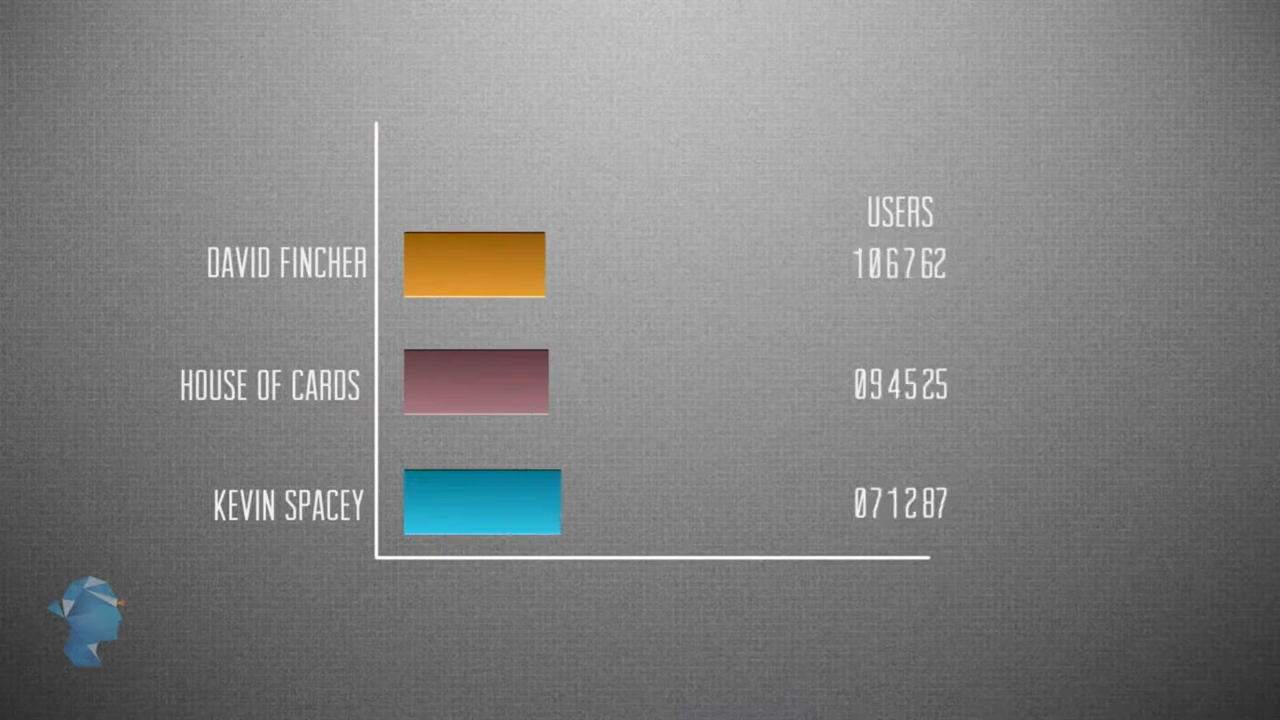 USERS
DAVID FINCHER 106762
HOUSE OF CARDS 094525
KEVIN SPACEY 071287